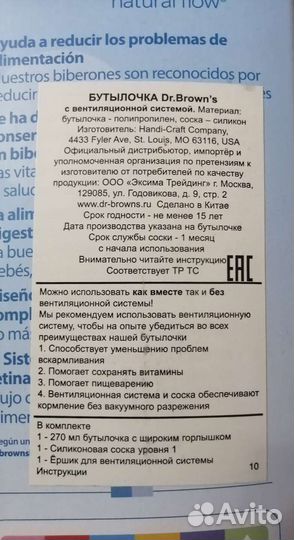 natural flow®
yuda a reducir los problemas de
limentación
uestros biberones son reconocidos por
reducir
БУТЫЛОЧКА Dr.Brown's
с вентиляционной системой. Материал:
бутылочка - полипропилен, соска – силикон
Изготовитель: Handi-Craft Company,
4433 Fyler Ave, St. Louis, MO 63116, USA
Официальный дистрибьютор, импортёр и
уполномоченная организация по претензиям к
изготовителю от потребителей по качеству
продукции: ООО «Эксима Трейдинг» г. Москва,
129085, ул. Годовикова, д. 9, стр. 2
www.dr-browns.ru Сделано в Китае
Срок годности - не менее 15 лет
Дата производства указана на бутылочке
Срок службы соски - 1 месяц
с начала использования
Внимательно читайте инструкцию
Соответствует ТР ТС
EAC
Можно использовать как вместе так и без
вентиляционной системы!
Мы рекомендуем использовать вентиляционную
систему, чтобы на опыте убедиться во всех
преимуществах нашей бутылочки
1. Способствует уменьшению проблем
вскармливания
2. Помогает сохранять витамины
3. Помогает пищеварению
4. Вентиляционная система и соска обеспечивают
кормление без вакуумного разрежения
В комплекте
1 - 270 мл бутылочка с широким горлышком
1 - Силиконовая соска уровня 1
1 - Ёршик для вентиляционной системы
Инструкции
10
Avito